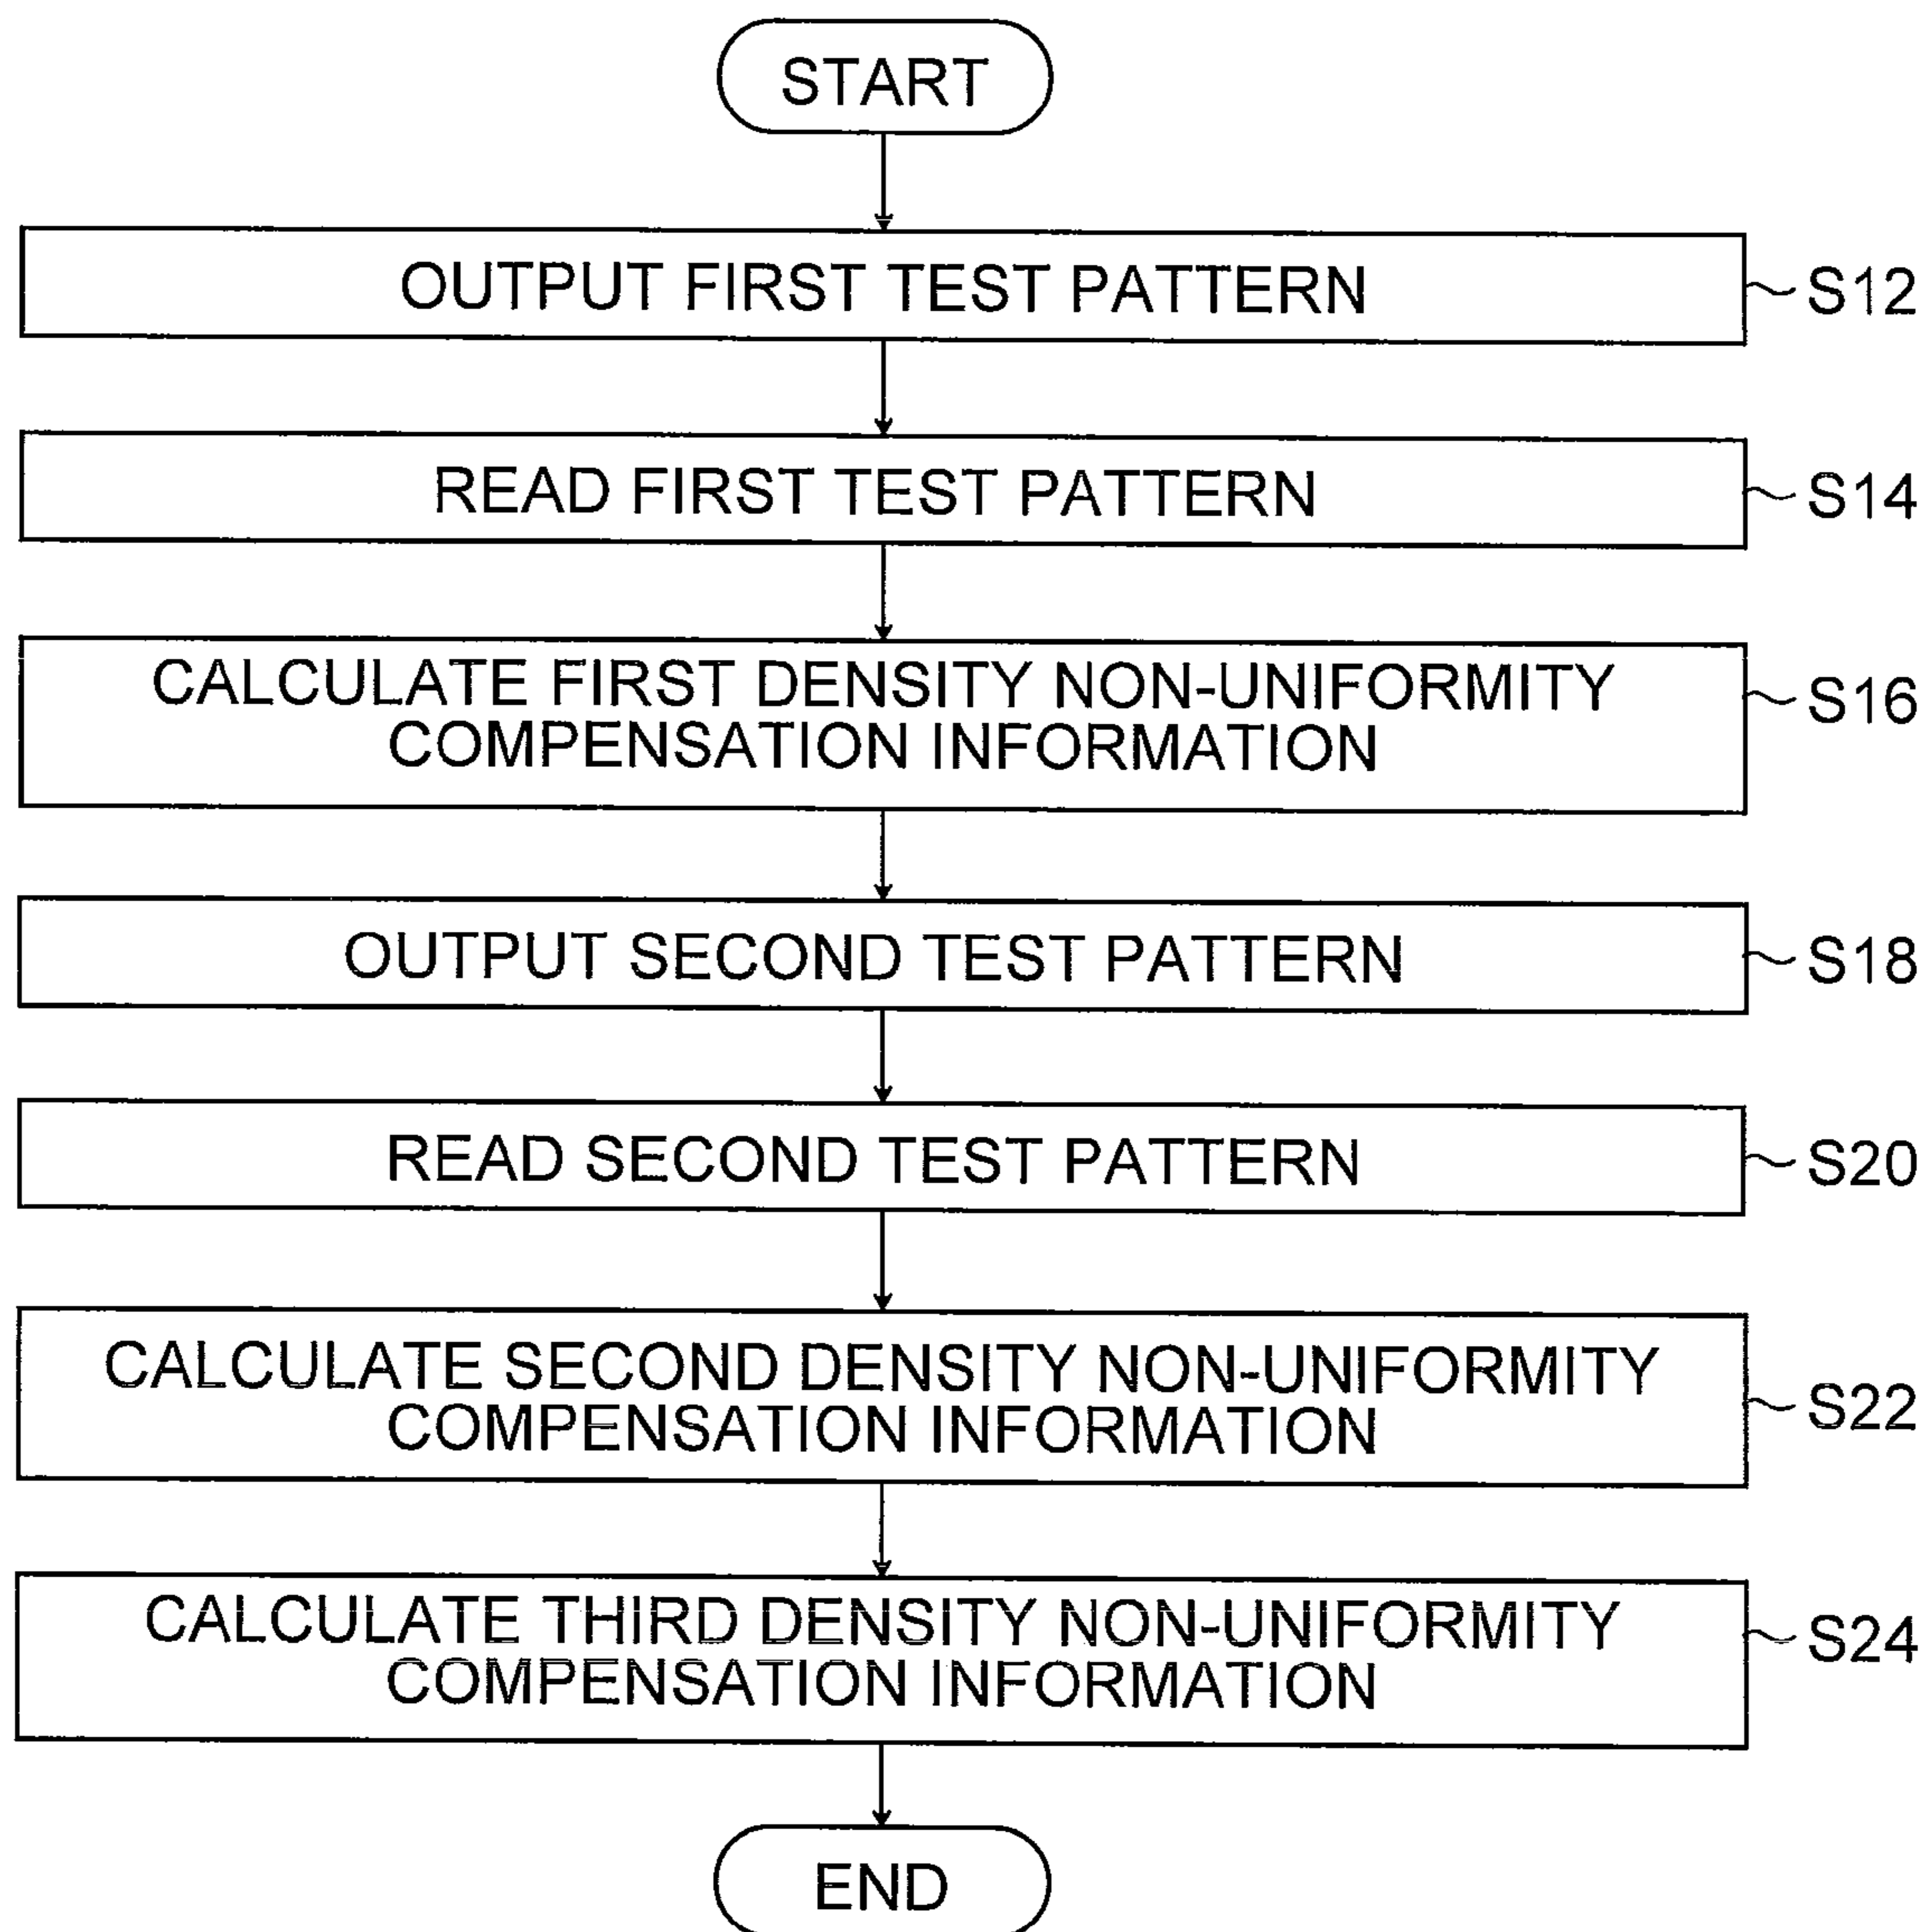 START
OUTPUT FIRST TEST PATTERN
S12
READ FIRST TEST PATTERN
S14
CALCULATE FIRST DENSITY NON-UNIFORMITY
COMPENSATION INFORMATION
S16
OUTPUT SECOND TEST PATTERN
S18
READ SECOND TEST PATTERN
S20
CALCULATE SECOND DENSITY NON-UNIFORMITY
COMPENSATION INFORMATION
S22
CALCULATE THIRD DENSITY NON-UNIFORMITY
COMPENSATION INFORMATION
S24
END